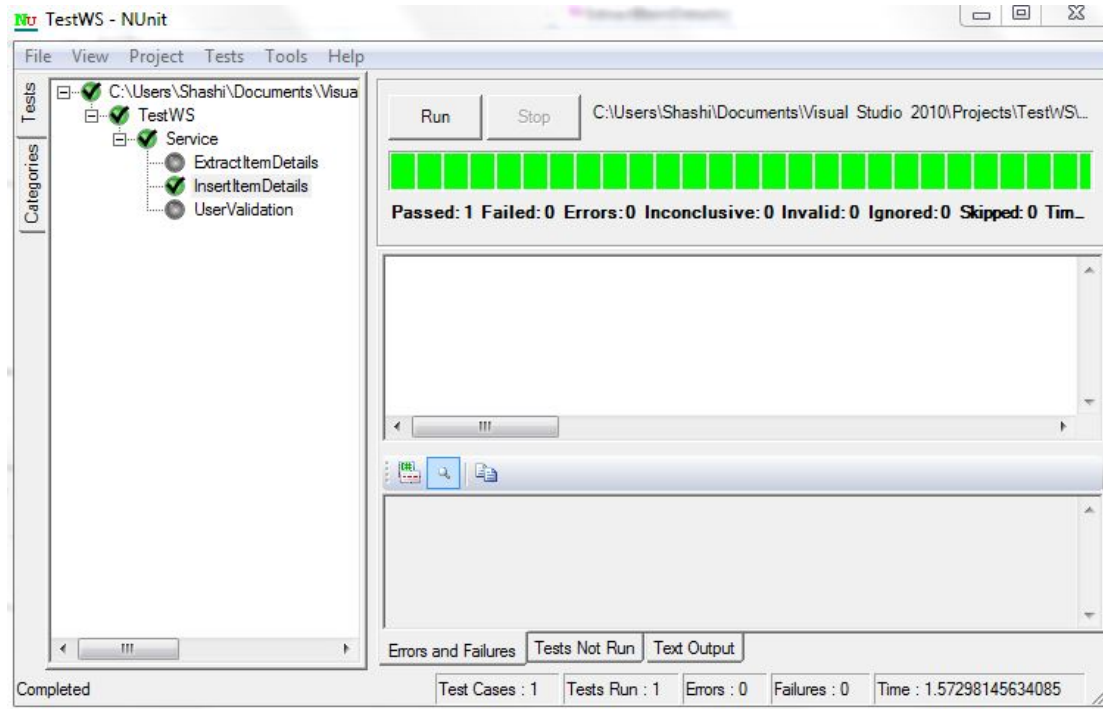 Nu TestWS - NUnit
File View Project Tests Tools Help
Tests
Categories
C:\Users\Shashi\Documents\Visua
TestWS
Service
ExtractItemDetails
InsertItemDetails
UserValidation
Run Stop C:\Users\Shashi\Documents\Visual Studio 2010\Projects\TestWS\...
Passed: 1 Failed: 0 Errors: 0 Inconclusive: 0 Invalid: 0 Ignored: 0 Skipped: 0 Tim...
Errors and Failures Tests Not Run Text Output
Completed Test Cases : 1 Tests Run : 1 Errors : 0 Failures : 0 Time : 1.57298145634085